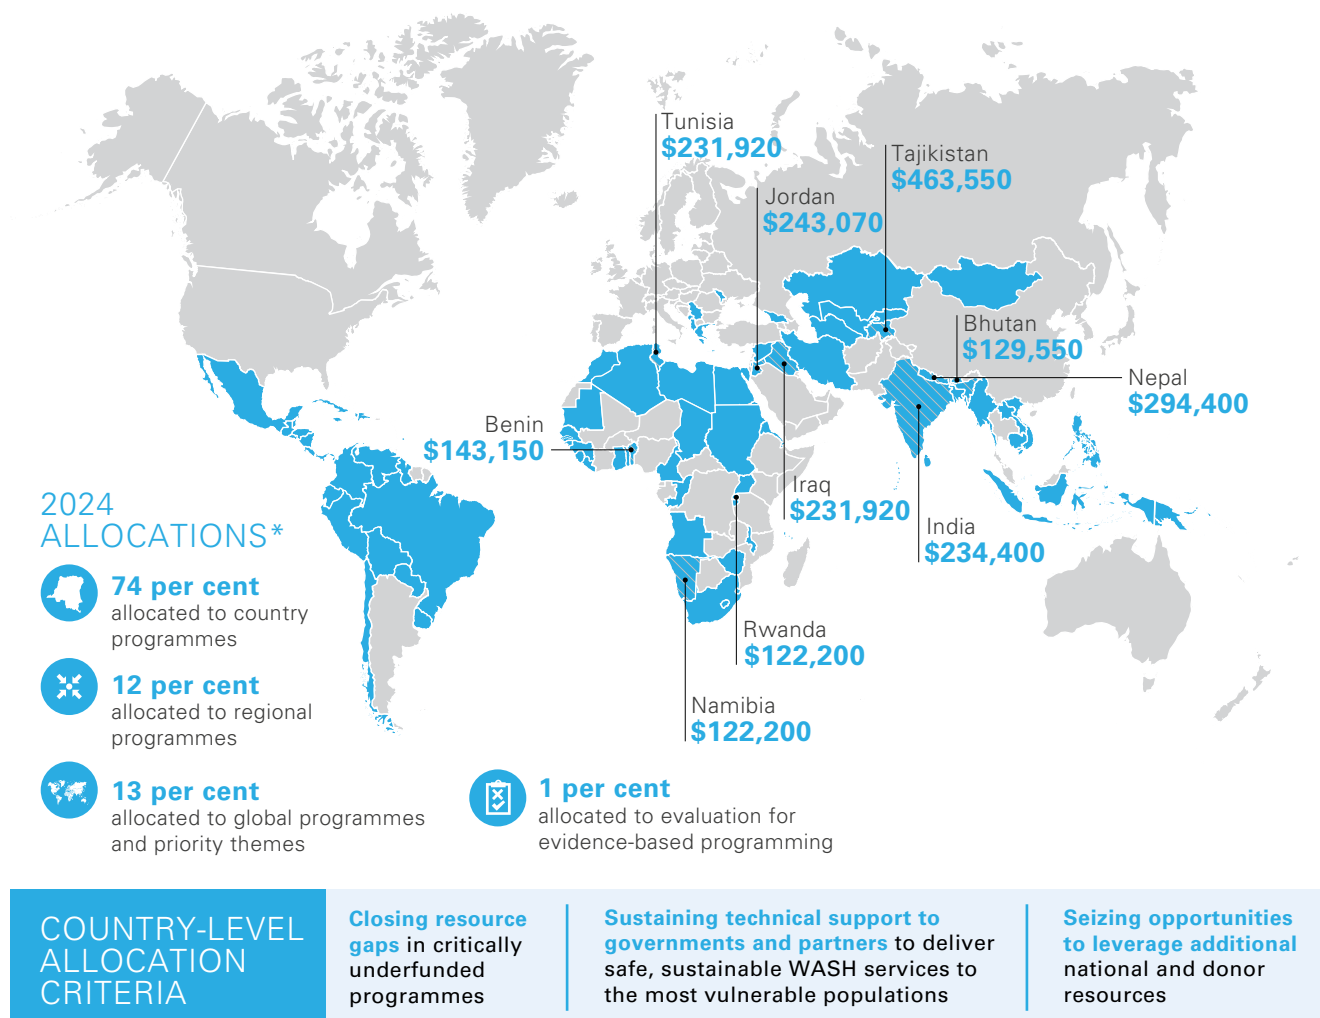 Tunisia
$231,920
Tajikistan
$463,550
Jordan
$243,070
Bhutan
$129,550
Nepal
$294,400
Benin
$143,150
Iraq
$231,920
India
$234,400
Rwanda
$122,200
Namibia
$122,200
2024
ALLOCATIONS*
74 per cent
allocated to country
programmes
12 per cent
allocated to regional
programmes
13 per cent
allocated to global programmes
and priority themes
1 per cent
allocated to evaluation for
evidence-based programming
COUNTRY-LEVEL
ALLOCATION
CRITERIA
Closing resource
gaps in critically
underfunded
programmes
Sustaining technical support to
governments and partners to deliver
safe, sustainable WASH services to
the most vulnerable populations
Seizing opportunities
to leverage additional
national and donor
resources